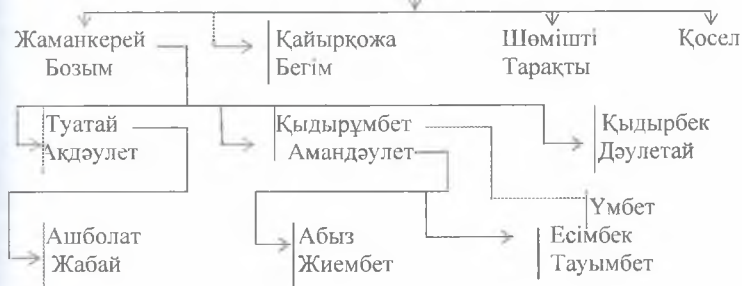 Жаманкерей
Бозым
Қайырқожа
Бегім
Шөмішті
Тарақты
Қосел
Туатай
Ақдәулет
Қыдырұмбет
Амандәулет
Қыдырбек
Дәулетай
Үмбет
Ашболат
Жабай
Абыз
Жиембет
Есімбек
Тауымбет